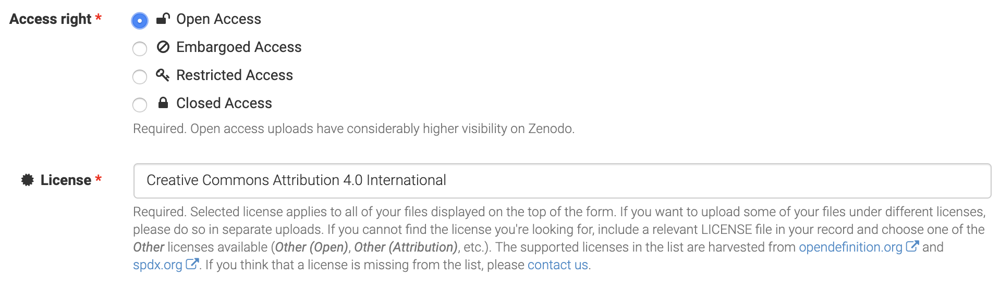 Access right *
Open Access
Embargoed Access
Restricted Access
Closed Access
Required. Open access uploads have considerably higher visibility on Zenodo.
License *
Creative Commons Attribution 4.0 International
Required. Selected license applies to all of your files displayed on the top of the form. If you want to upload some of your files under different licenses,
please do so in separate uploads. If you cannot find the license you're looking for, include a relevant LICENSE file in your record and choose one of the
Other licenses available (Other (Open), Other (Attribution), etc.). The supported licenses in the list are harvested from opendefinition.org and
spdx.org . If you think that a license is missing from the list, please contact us.